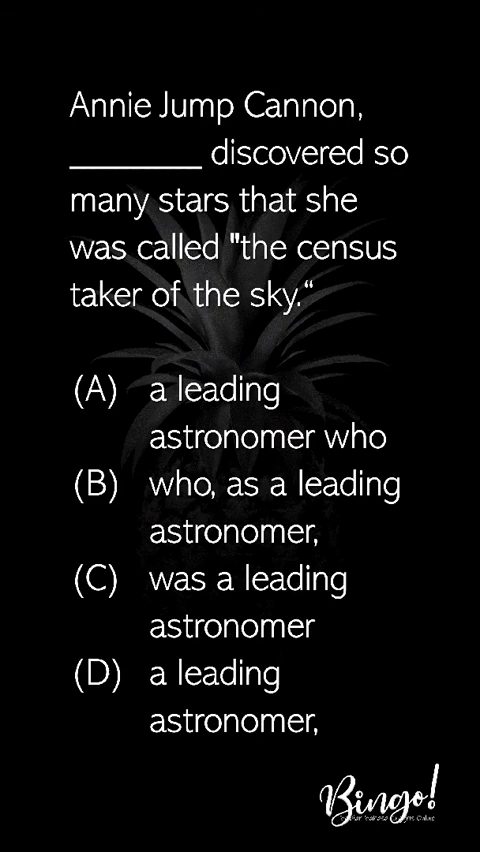 Annie Jump Cannon,
________ discovered so
many stars that she
was called "the census
taker of the sky.“
(A) a leading
astronomer who
(B) who, as a leading
astronomer,
(C) was a leading
astronomer
(D) a leading
astronomer,
Bingo!